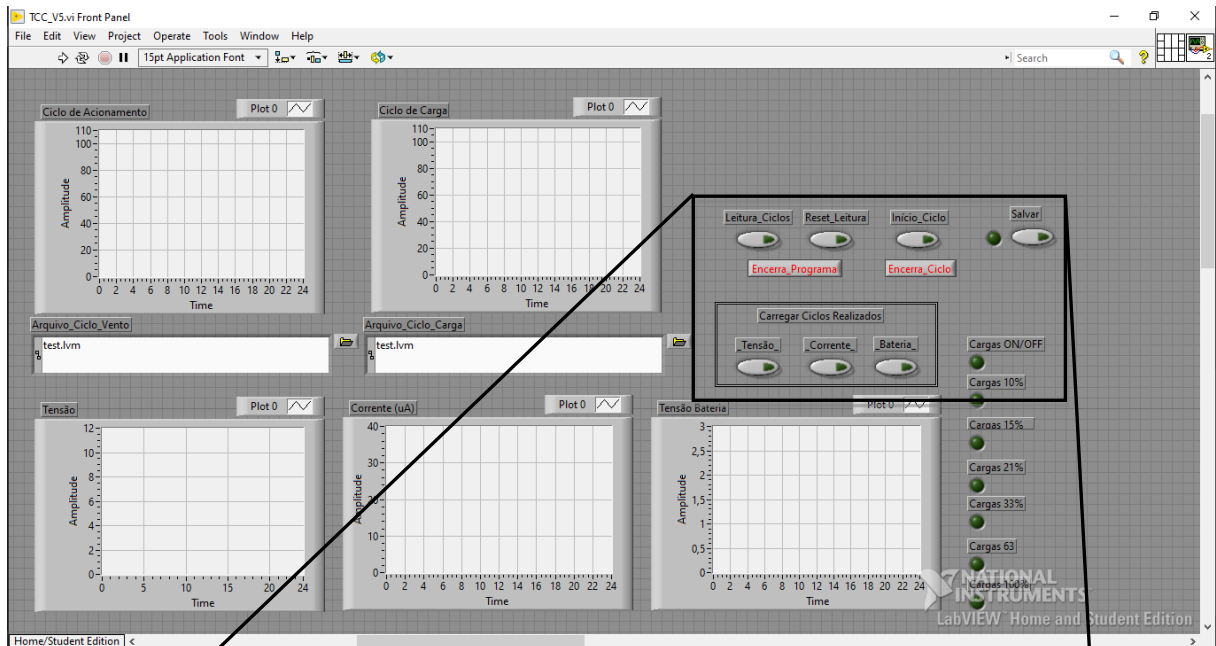 TCC_V5.vi Front Panel
File Edit View Project Operate Tools Window Help
15pt Application Font
Search
2
Ciclo de Acionamento
Plot 0
110
100
80
60
40
20
0
Amplitude
0 2 4 6 8 10 12 14 16 18 20 22 24
Time
Ciclo de Carga
Plot 0
110
100
80
60
40
20
0
Amplitude
0 2 4 6 8 10 12 14 16 18 20 22 24
Time
Leitura_Ciclos Reset_Leitura Início_Ciclo Salvar
Encerra_Programa Encerra_Ciclo
Carregar Ciclos Realizados
_Tensão_ _Corrente_ _Bateria_
Arquivo_Ciclo_Vento
test.lvm
Arquivo_Ciclo_Carga
test.lvm
Cargas ON/OFF
Cargas 10%
Cargas 15%
Cargas 21%
Cargas 33%
Cargas 63
Cargas 100%
Tensão
Plot 0
12
10
8
6
4
2
0
Amplitude
0 5 10 15 20 24
Time
Corrente (uA)
Plot 0
40
30
20
10
0
Amplitude
0 2 4 6 8 10 12 14 16 18 20 22 24
Time
Tensão Bateria
Plot 0
3
2,5
2
1,5
1
0,5
0
Amplitude
0 2 4 6 8 10 12 14 16 18 20 22 24
Time
NATIONAL
INSTRUMENTS
LabVIEW™ Home and Student Edition
Home/Student Edition